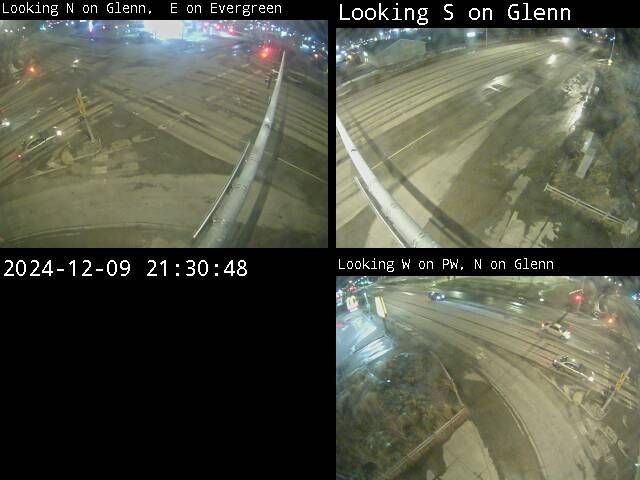 Looking N on Glenn,  E on Evergreen
Looking S on Glenn
2024-12-09 21:30:48
Looking W on PW, N on Glenn